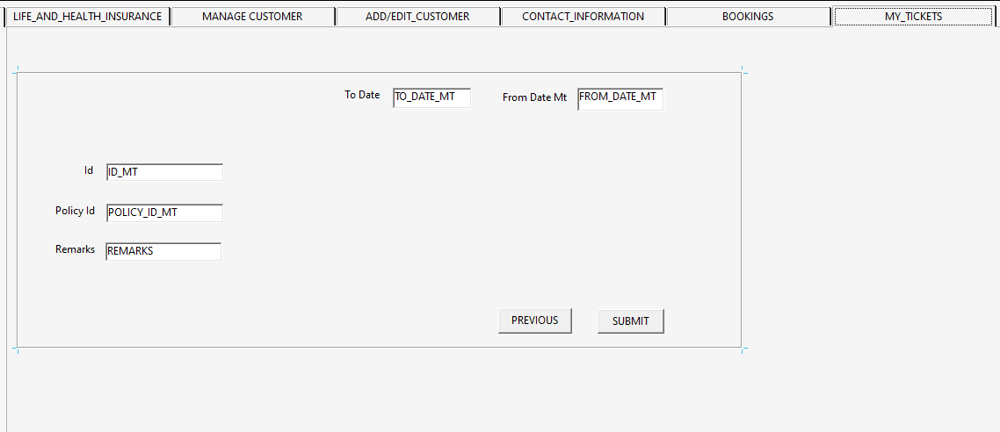 LIFE_AND_HEALTH_INSURANCE MANAGE CUSTOMER ADD/EDIT_CUSTOMER CONTACT_INFORMATION BOOKINGS MY_TICKETS
To Date TO_DATE_MT From Date Mt FROM_DATE_MT
Id ID_MT
Policy Id POLICY_ID_MT
Remarks REMARKS
PREVIOUS SUBMIT